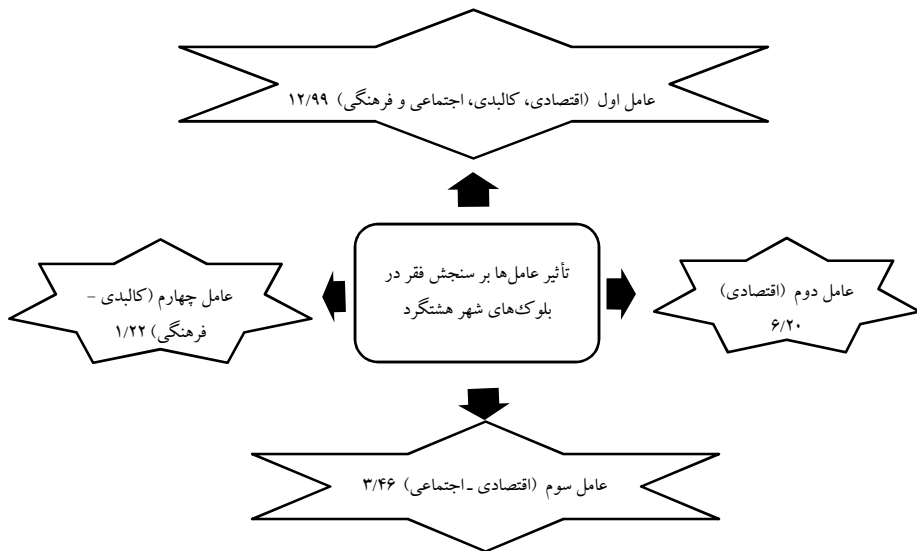 عامل اول (اقتصادی، کالبدی، اجتماعی و فرهنگی) ۱۲/۹۹
تأثیر عامل‌ها بر سنجش فقر در
بلوک‌های شهر هشتگرد
عامل دوم (اقتصادی)
۶/۲۰
عامل چهارم (کالبدی –
فرهنگی) ۱/۲۲
عامل سوم (اقتصادی ـ اجتماعی) ۳/۴۶